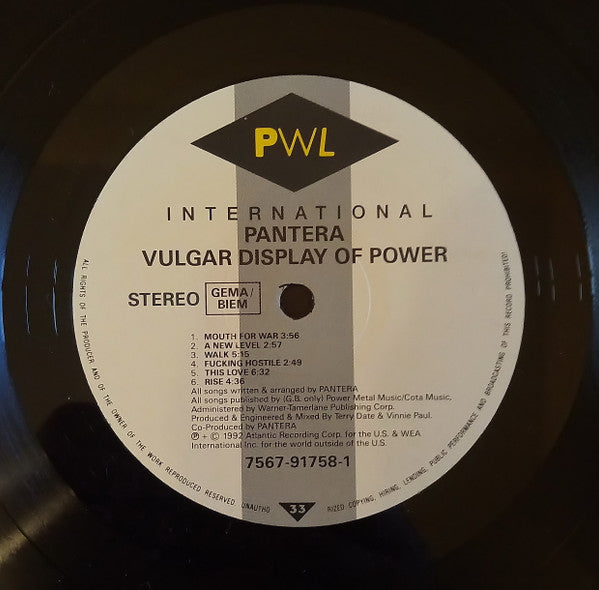 PWL
INTERNATIONAL
PANTERA
VULGAR DISPLAY OF POWER
STEREO GEMA/
BIEM
1. MOUTH FOR WAR 3:56
2. A NEW LEVEL 2:57
3. WALK 5:15
4. FUCKING HOSTILE 2:49
5. THIS LOVE 6:32
6. RISE 4:36
All songs written & arranged by PANTERA
All songs published by (G.B. only) Power Metal Music/Cota Music,
Administered by Warner-Tamerlane Publishing Corp.
Produced & Engineered & Mixed By Terry Date & Vinnie Paul.
Co-Produced by PANTERA
℗ + © 1992 Atlantic Recording Corp. for the U.S. & WEA
International Inc. for the world outside of the U.S.
7567-91758-1
33
ALL RIGHTS OF THE PRODUCER AND OF THE OWNER OF THE WORK REPRODUCED RESERVED. UNAUTHO RIZED COPYING, HIRING, LENDING, PUBLIC PERFORMANCE AND BROADCASTING OF THIS RECORD PROHIBITED!